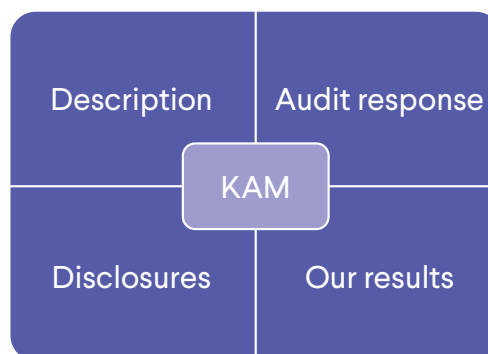 Description
Audit response
KAM
Disclosures
Our results